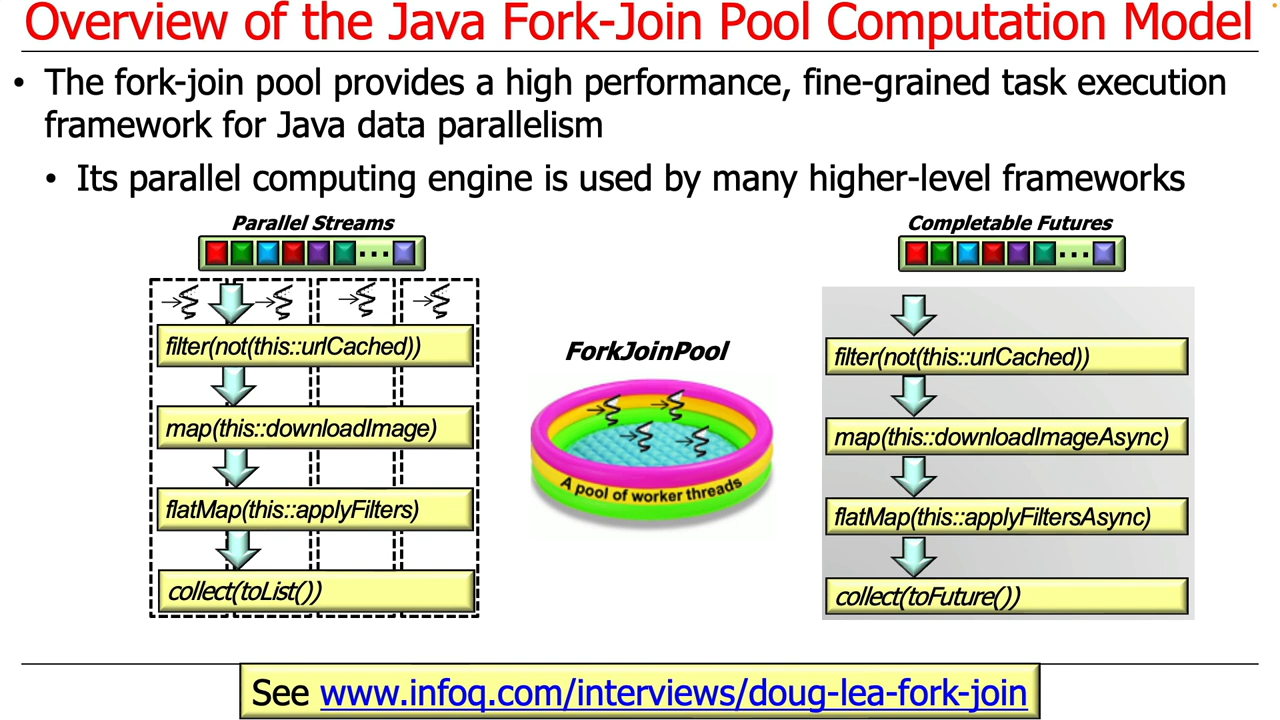 Overview of the Java Fork-Join Pool Computation Model
• The fork-join pool provides a high performance, fine-grained task execution
framework for Java data parallelism
• Its parallel computing engine is used by many higher-level frameworks
Parallel Streams
filter(not(this::urlCached))
map(this::downloadImage)
flatMap(this::applyFilters)
collect(toList())
ForkJoinPool
A pool of worker threads
Completable Futures
filter(not(this::urlCached))
map(this::downloadImageAsync)
flatMap(this::applyFiltersAsync)
collect(toFuture())
See www.infoq.com/interviews/doug-lea-fork-join